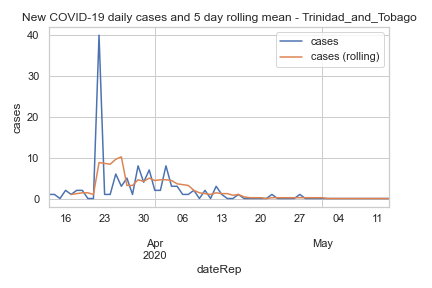 New COVID-19 daily cases and 5 day rolling mean - Trinidad_and_Tobago
cases
cases (rolling)
40
30
20
10
0
cases
16 23 30 06 13 20 27 04 11
Apr May
2020
dateRep